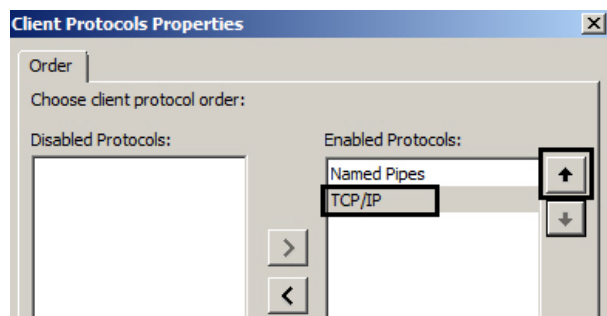 Client Protocols Properties
Order
Choose client protocol order:
Disabled Protocols:
Enabled Protocols:
Named Pipes
TCP/IP